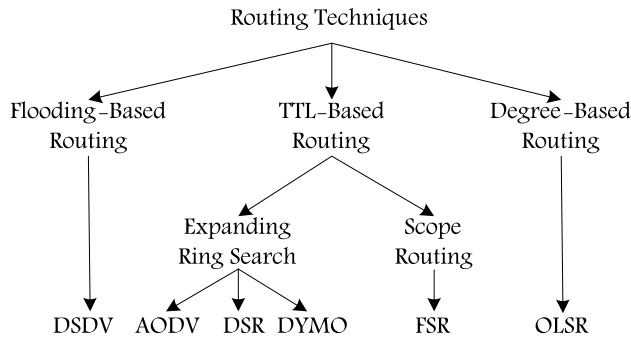 Routing Techniques
Flooding-Based
Routing
TTL-Based
Routing
Degree-Based
Routing
Expanding
Ring Search
Scope
Routing
DSDV
AODV
DSR
DYMO
FSR
OLSR